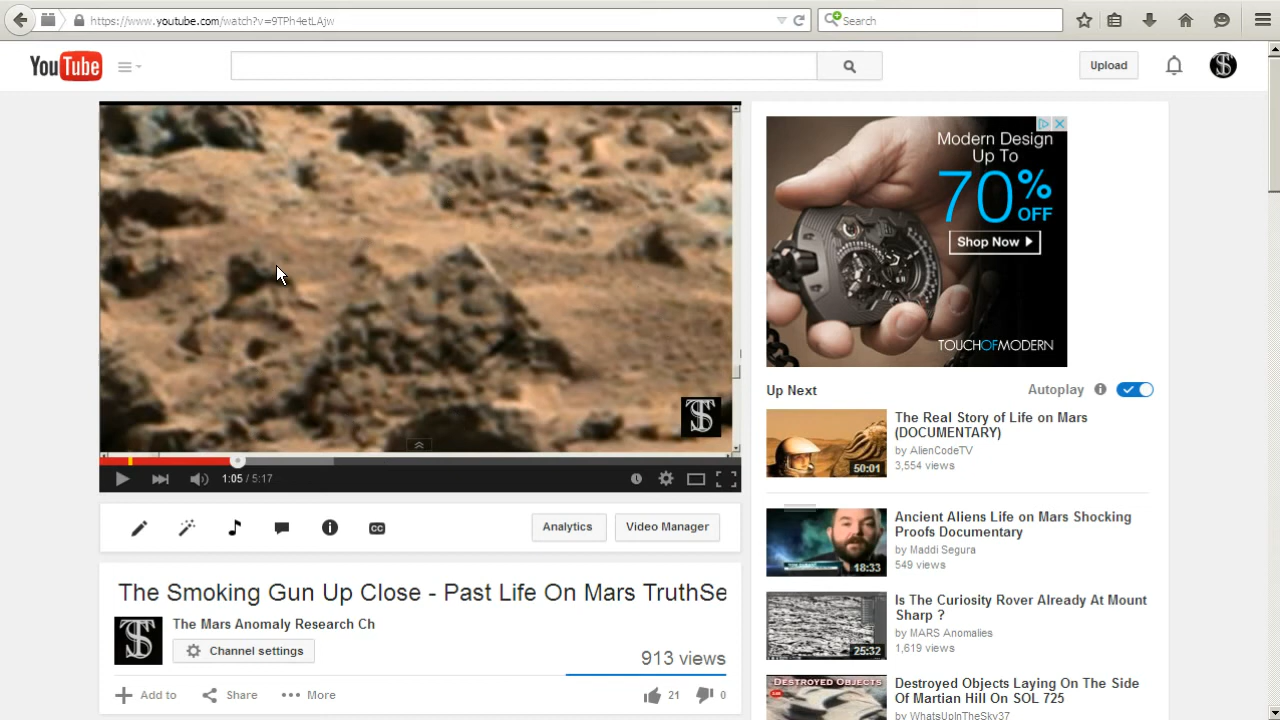 https://www.youtube.com/watch?v=9TPh4etLAjw
Search
YouTube
Upload
Modern Design
Up To
70% OFF
Shop Now
TOUCHOFMODERN
1:05 / 5:17
Up Next
Autoplay
The Real Story of Life on Mars
(DOCUMENTARY)
by AlienCodeTV
3,554 views
50:01
Ancient Aliens Life on Mars Shocking
Proofs Documentary
by Maddi Segura
549 views
18:33
Is The Curiosity Rover Already At Mount
Sharp ?
by MARS Anomalies
1,619 views
25:32
Destroyed Objects Laying On The Side
Of Martian Hill On SOL 725
by WhatsUpInTheSky37
DESTROYED OBJECTS
CC
Analytics
Video Manager
The Smoking Gun Up Close - Past Life On Mars TruthSe
The Mars Anomaly Research Ch
Channel settings
913 views
Add to
Share
More
21
0